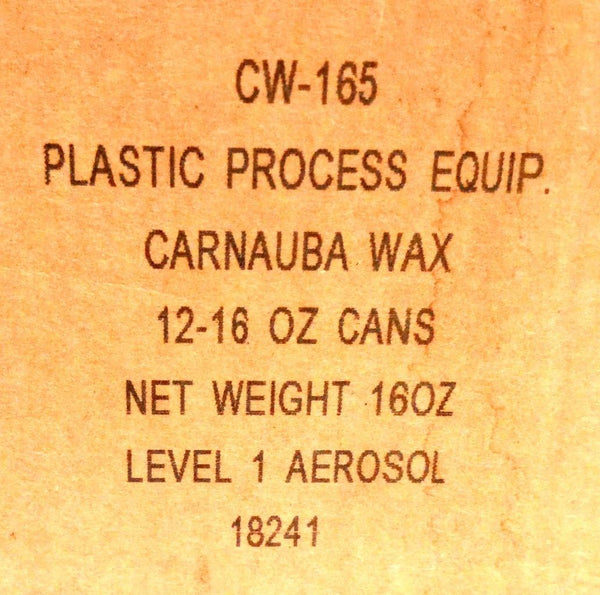 CW-165
PLASTIC PROCESS EQUIP.
CARNAUBA WAX
12-16 OZ CANS
NET WEIGHT 16OZ
LEVEL 1 AEROSOL
18241